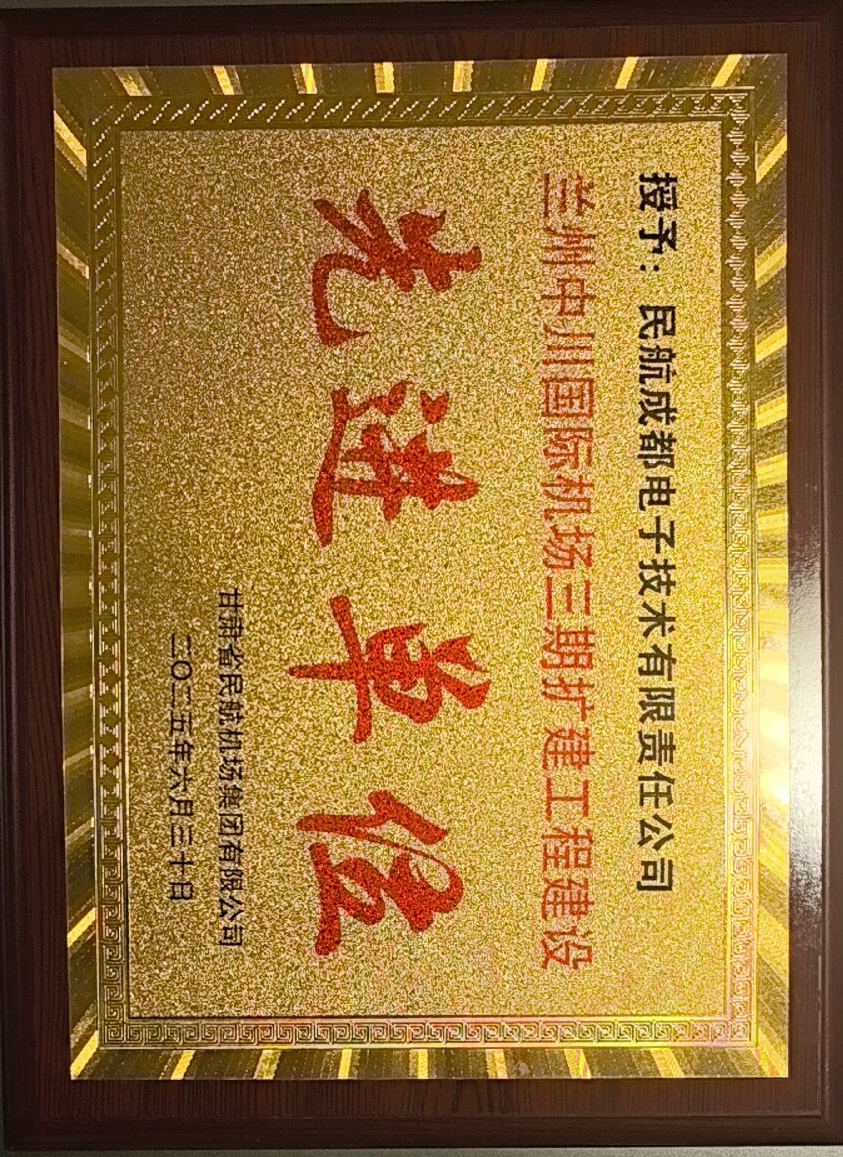 授予：民航成都电子技术有限责任公司
兰州中川国际机场三期扩建工程建设
先进单位
甘肃省民航机场集团有限公司
二〇二五年六月三十日